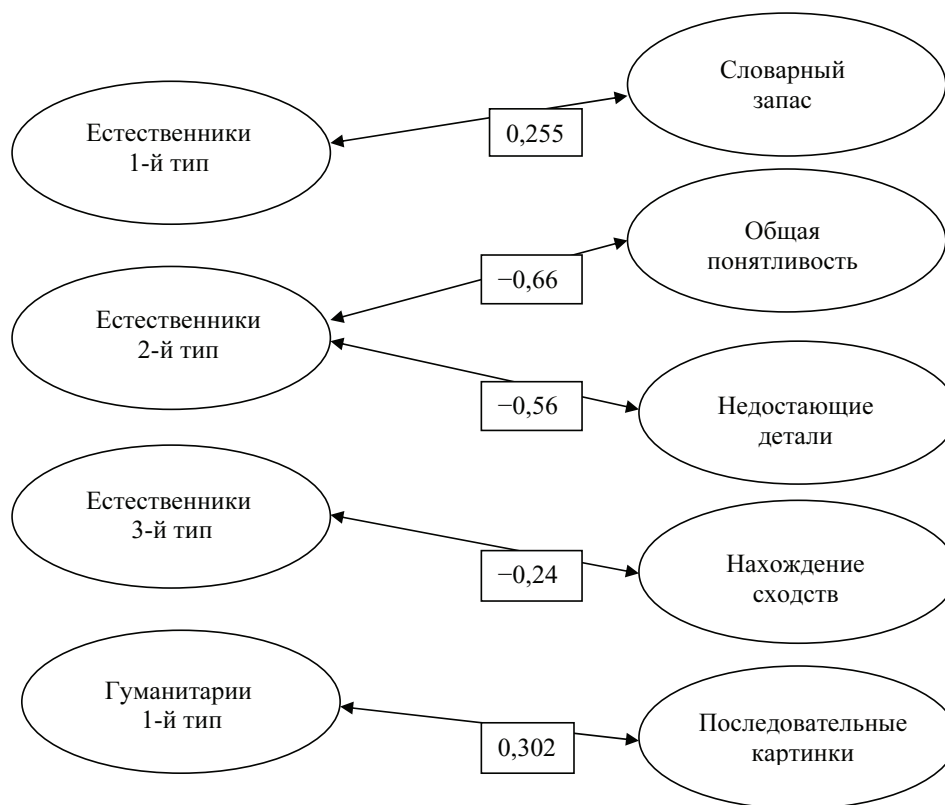 Словарный
запас
Естественники
1-й тип
0,255
Общая
понятливость
−0,66
Естественники
2-й тип
−0,56
Недостающие
детали
Естественники
3-й тип
−0,24
Нахождение
сходств
Гуманитарии
1-й тип
0,302
Последовательные
картинки